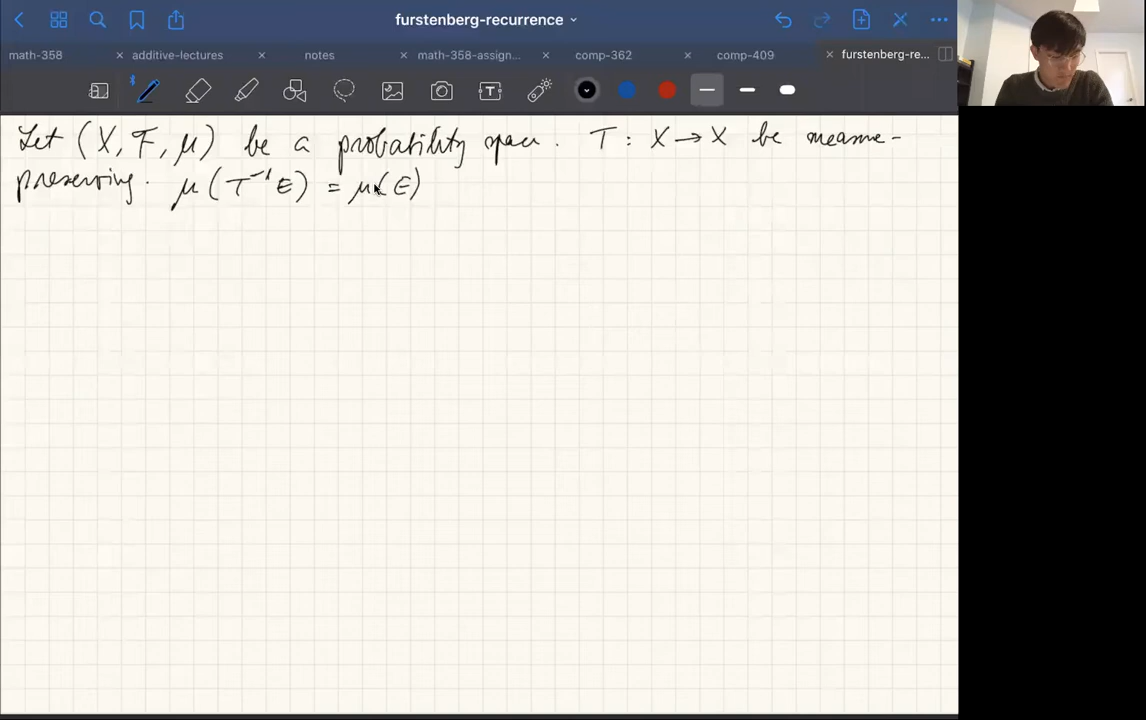 furstenberg-recurrence
math-358
additive-lectures
notes
math-358-assign...
comp-362
comp-409
furstenberg-re...
Let (X, F, μ) be a probability space. T : X → X be measure-
preserving. μ(T⁻¹E) = μ(E)